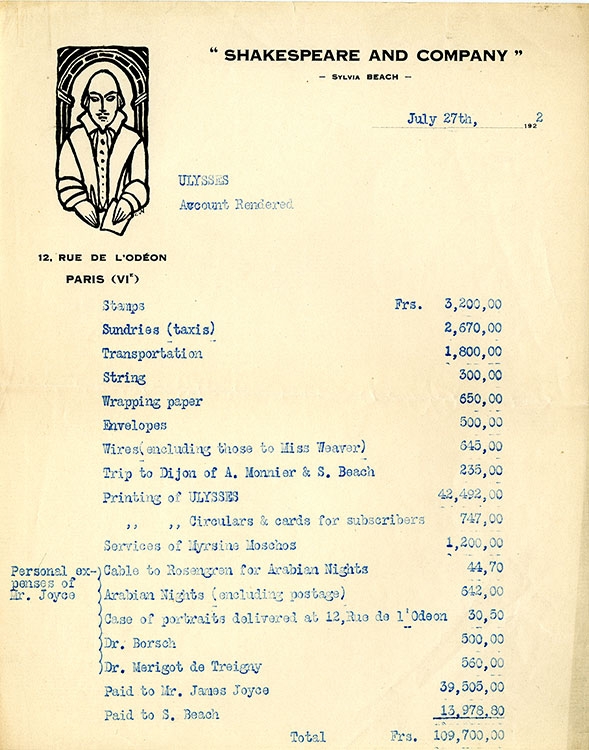 “ SHAKESPEARE AND COMPANY ”
– SYLVIA BEACH –
July 27th, 1922
ULYSSES
Account Rendered
12, RUE DE L'ODÉON
PARIS (VIᵉ)
Stamps Frs. 3,200,00
Sundries (taxis) 2,670,00
Transportation 1,800,00
String 300,00
Wrapping paper 650,00
Envelopes 500,00
Wires(encluding those to Miss Weaver) 645,00
Trip to Dijon of A. Monnier & S. Beach 235,00
Printing of ULYSSES 42,492,00
,, ,, Circulars & cards for subscribers 747,00
Services of Myrsine Moschos 1,200,00
Personal ex-
penses of
Mr. Joyce
)Cable to Rosengren for Arabian Nights 44,70
Arabian Nights (encluding postage) 642,00
Case of portraits delivered at 12,Rue de l'Odeon 30,50
Dr. Borsch 500,00
)Dr. Merigot de Treigny 560,00
Paid to Mr. James Joyce 39,505,00
Paid to S. Beach 13,978,80
Total Frs. 109,700,00